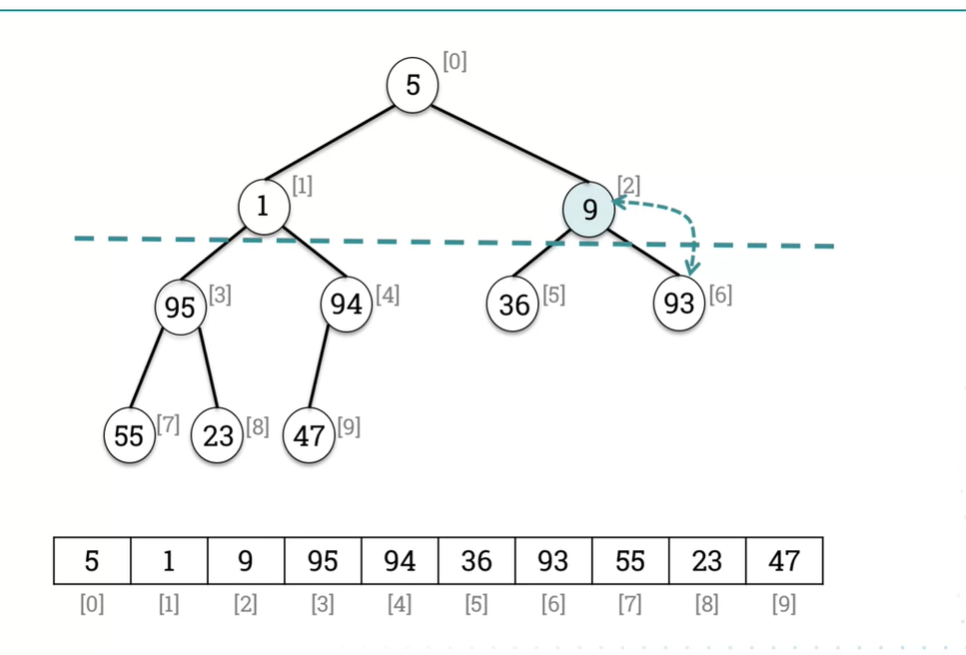 5 [0]
1 [1] 9 [2]
95 [3] 94 [4] 36 [5] 93 [6]
55 [7] 23 [8] 47 [9]
5 1 9 95 94 36 93 55 23 47
[0] [1] [2] [3] [4] [5] [6] [7] [8] [9]